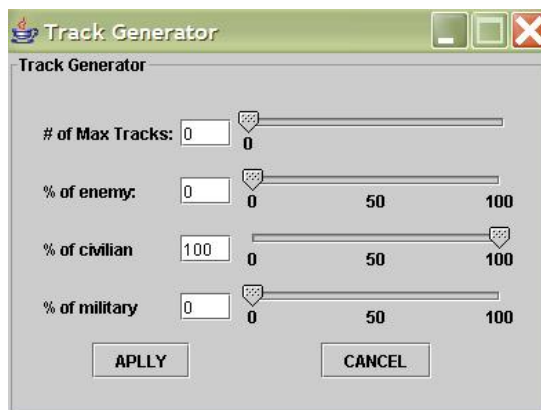 Track Generator
Track Generator
# of Max Tracks: 0
0
% of enemy: 0
0 50 100
% of civilian 100
0 50 100
% of military 0
0 50 100
APLLY CANCEL